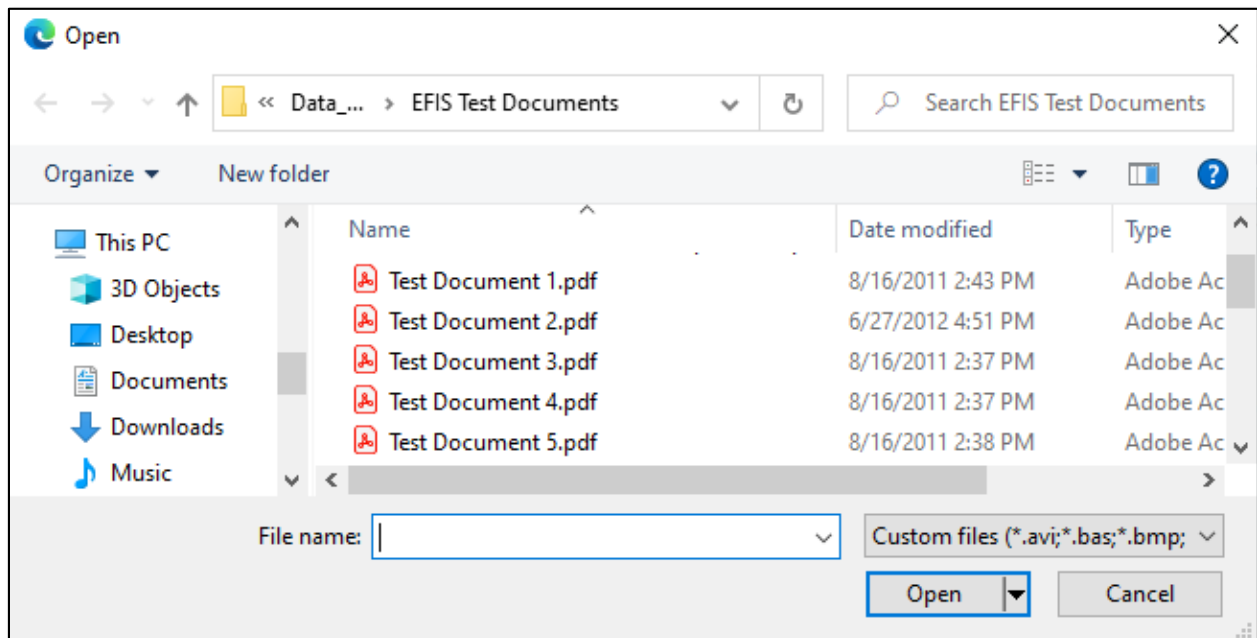 Open
« Data_... > EFIS Test Documents
Search EFIS Test Documents
Organize
New folder
This PC
3D Objects
Desktop
Documents
Downloads
Music
Name Date modified Type
Test Document 1.pdf 8/16/2011 2:43 PM Adobe Ac
Test Document 2.pdf 6/27/2012 4:51 PM Adobe Ac
Test Document 3.pdf 8/16/2011 2:37 PM Adobe Ac
Test Document 4.pdf 8/16/2011 2:37 PM Adobe Ac
Test Document 5.pdf 8/16/2011 2:38 PM Adobe Ac
File name:
Custom files (*.avi;*.bas;*.bmp;
Open
Cancel